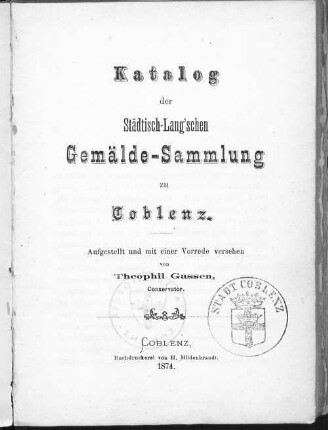 Katalog
der
Städtisch-Lang'schen
Gemälde-Sammlung
zu
Coblenz.
Aufgestellt und mit einer Vorrede versehen
von
Theophil Gassen,
Conservator.
STADT COBLENZ
COBLENZ,
Buchdruckerei von H. Hildenbrandt.
1874.